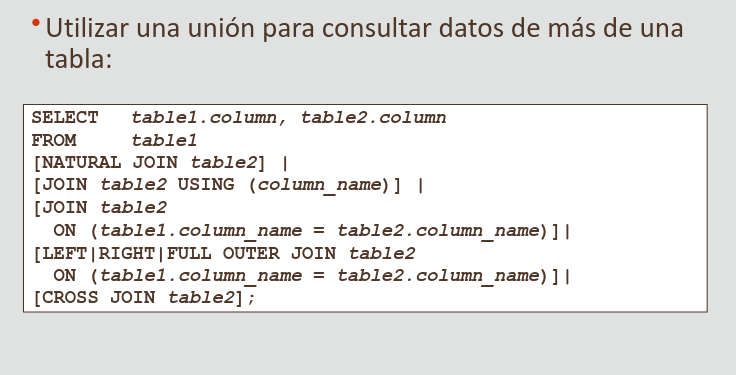 • Utilizar una unión para consultar datos de más de una
tabla:
SELECT table1.column, table2.column
FROM table1
[NATURAL JOIN table2] |
[JOIN table2 USING (column_name)] |
[JOIN table2
ON (table1.column_name = table2.column_name)]|
[LEFT|RIGHT|FULL OUTER JOIN table2
ON (table1.column_name = table2.column_name)]|
[CROSS JOIN table2];